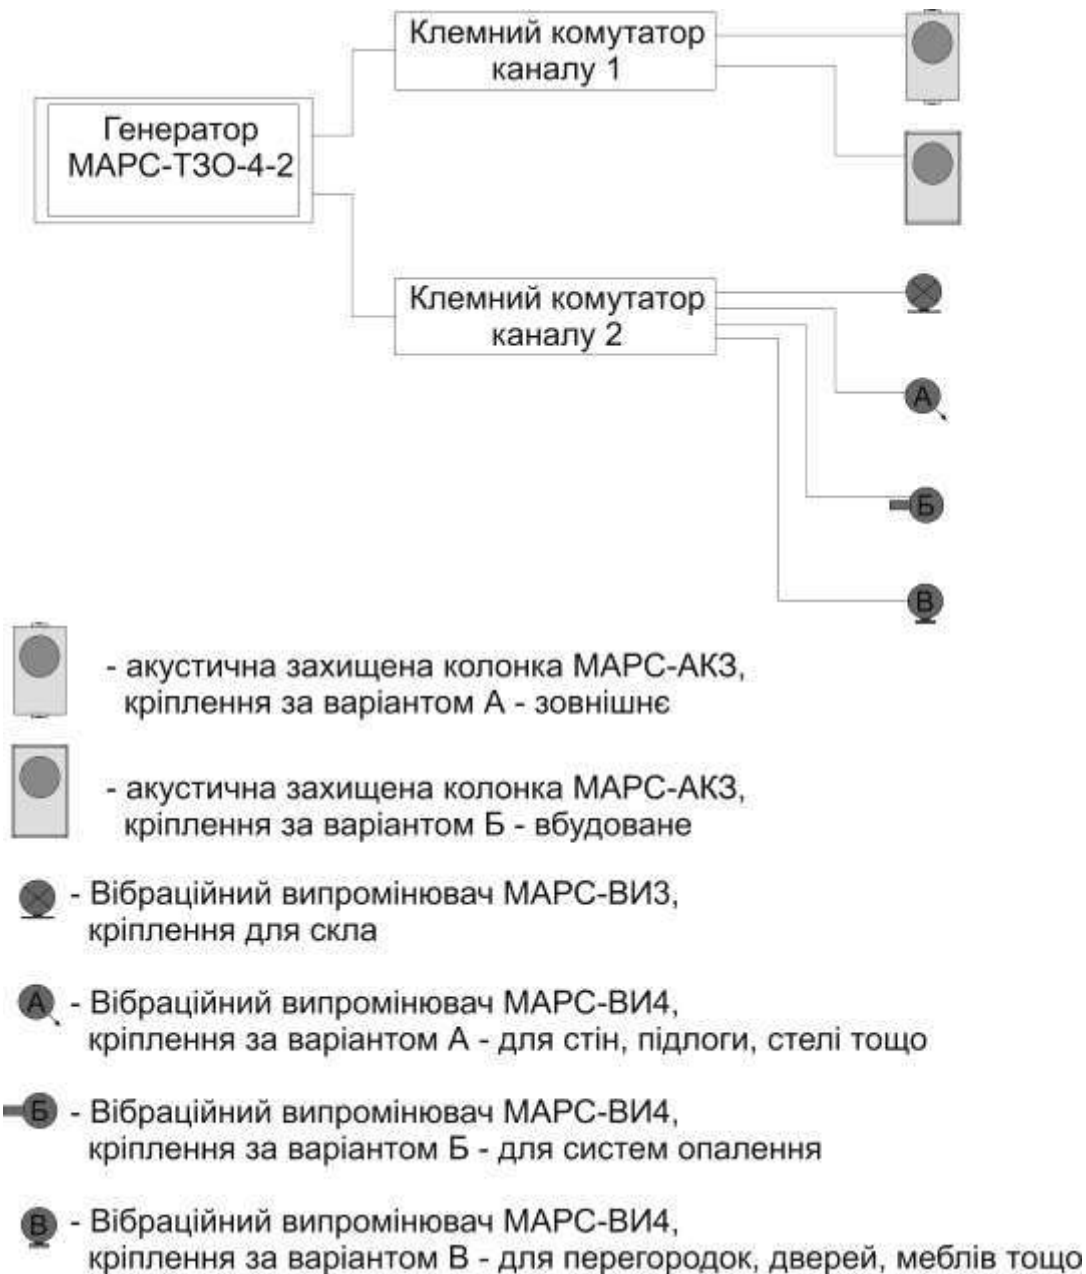 Клемний комутатор
каналу 1
Генератор
МАРС-ТЗО-4-2
Клемний комутатор
каналу 2
А
Б
В
- акустична захищена колонка МАРС-АКЗ,
кріплення за варіантом А - зовнішнє
- акустична захищена колонка МАРС-АКЗ,
кріплення за варіантом Б - вбудоване
- Вібраційний випромінювач МАРС-ВИЗ,
кріплення для скла
А - Вібраційний випромінювач МАРС-ВИ4,
кріплення за варіантом А - для стін, підлоги, стелі тощо
Б - Вібраційний випромінювач МАРС-ВИ4,
кріплення за варіантом Б - для систем опалення
В - Вібраційний випромінювач МАРС-ВИ4,
кріплення за варіантом В - для перегородок, дверей, меблів тощо